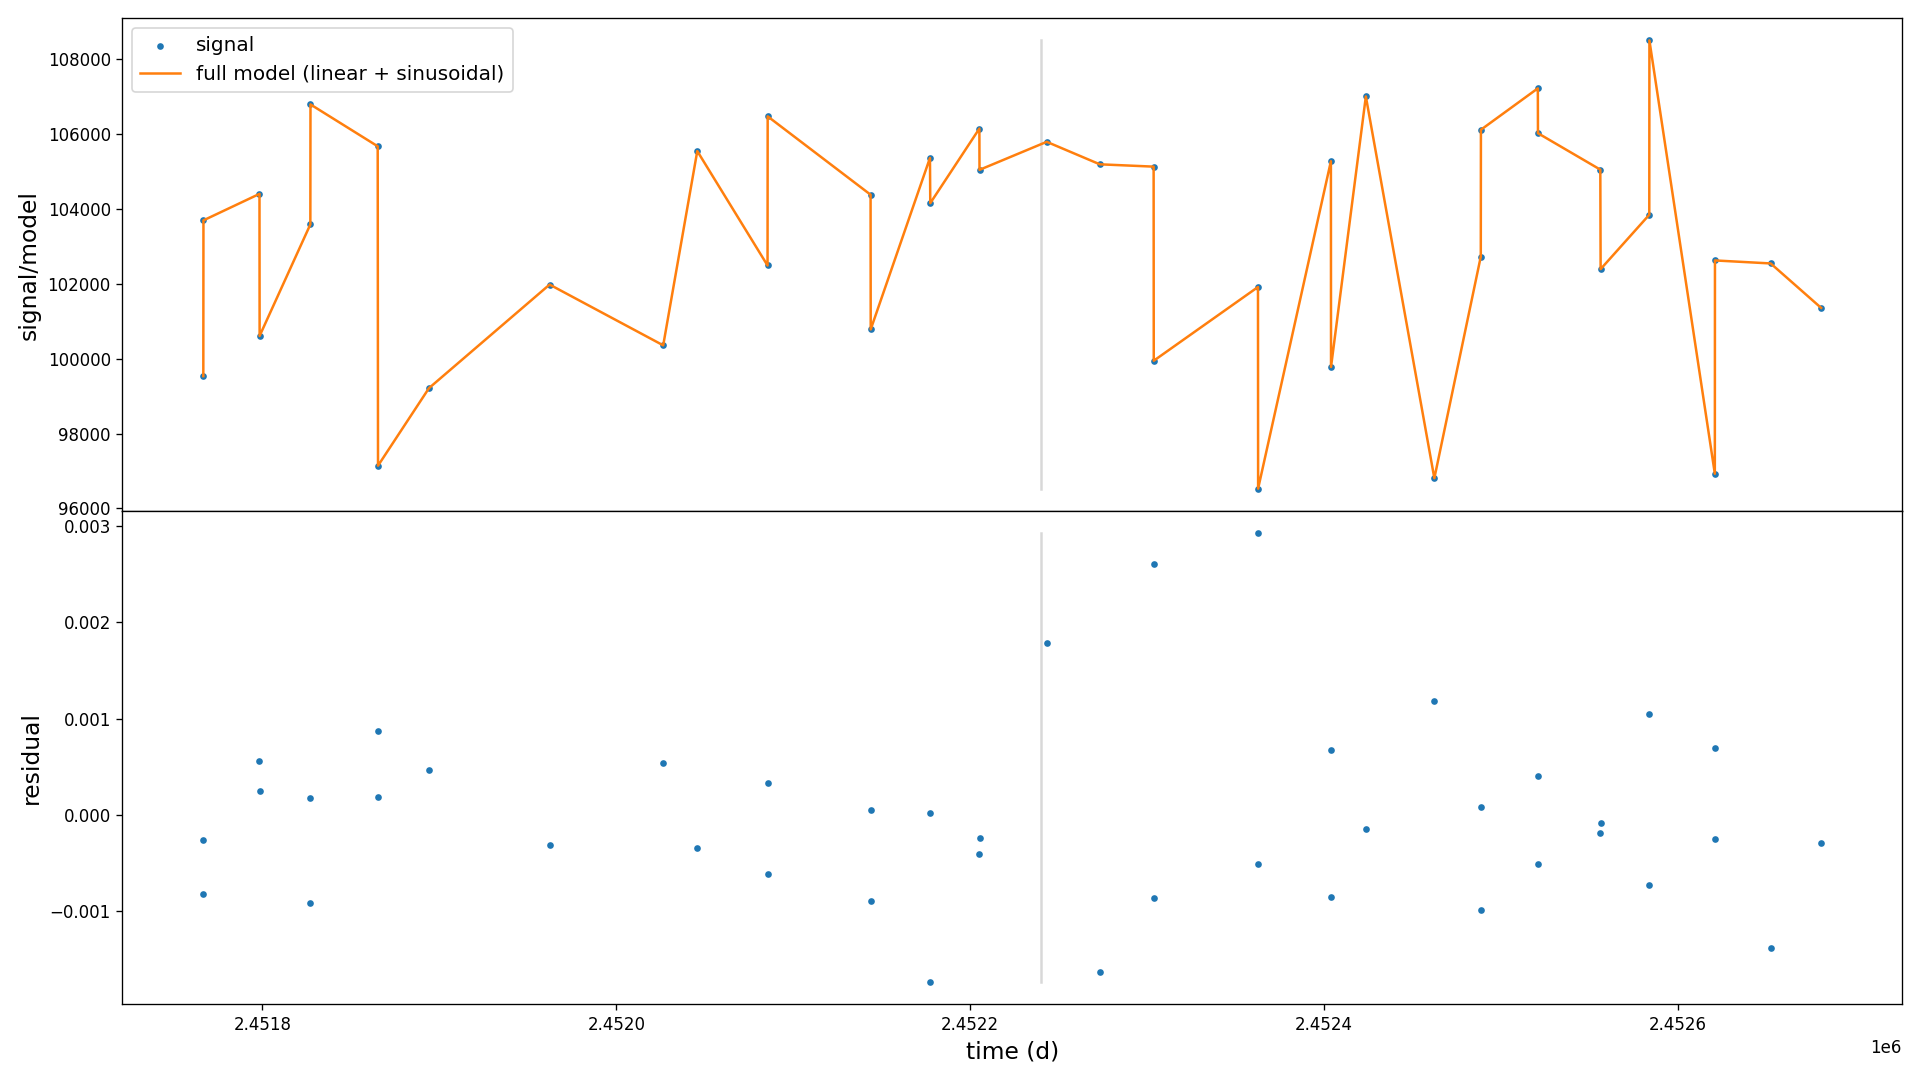 signal
full model (linear + sinusoidal)
108000
106000
104000
102000
100000
98000
96000
signal/model
0.003
0.002
0.001
0.000
−0.001
residual
2.4518
2.4520
2.4522
2.4524
2.4526
1e6
time (d)